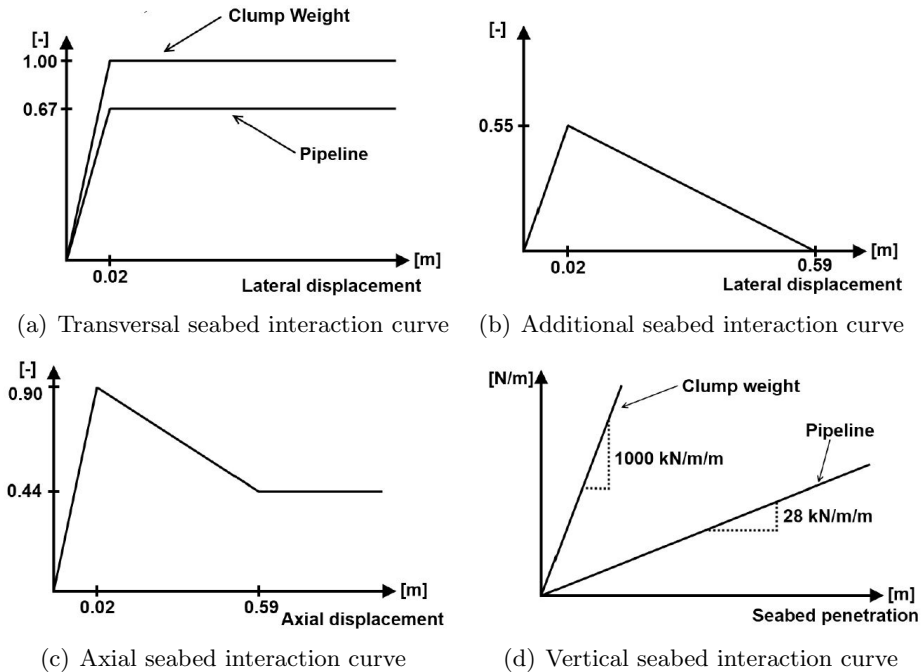 Clump Weight
[-]
1.00
0.67
Pipeline
0.02
[m]
Lateral displacement
(a) Transversal seabed interaction curve
[-]
0.55
0.02
0.59
[m]
Lateral displacement
(b) Additional seabed interaction curve
[-]
0.90
0.44
0.02
0.59
[m]
Axial displacement
(c) Axial seabed interaction curve
[N/m]
Clump weight
Pipeline
1000 kN/m/m
28 kN/m/m
[m]
Seabed penetration
(d) Vertical seabed interaction curve